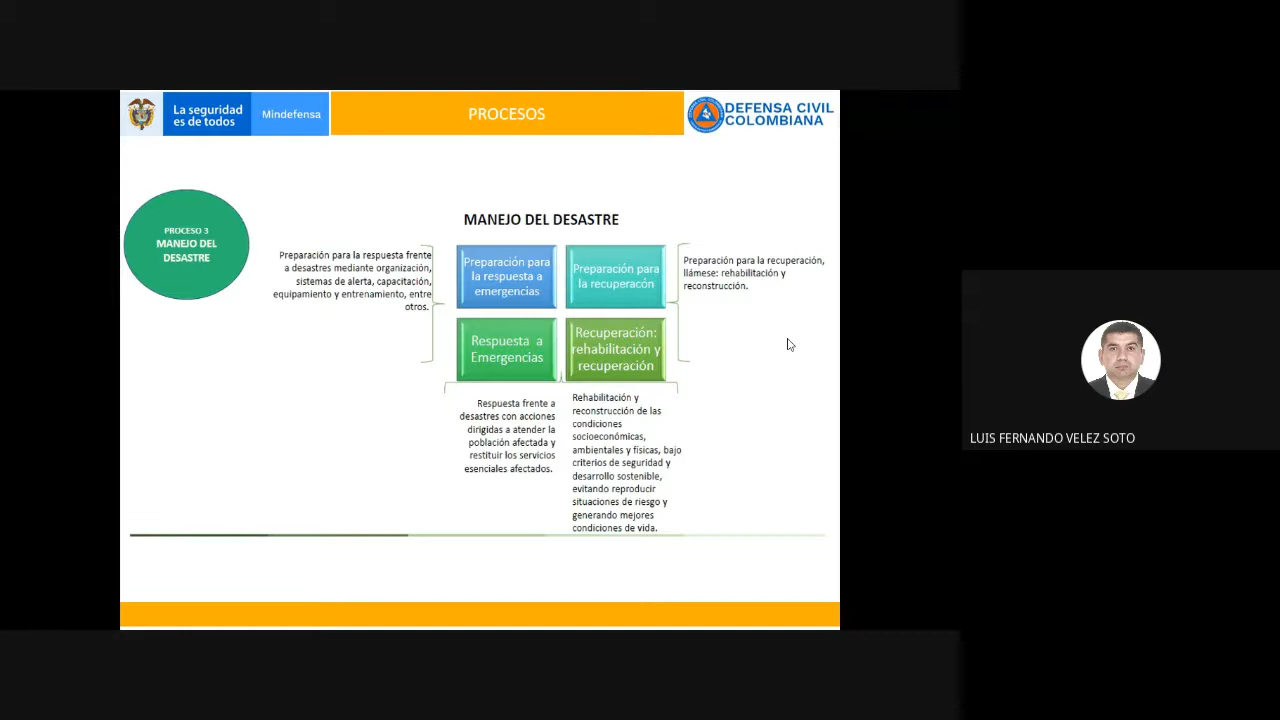 La seguridad
es de todos
Mindefensa
PROCESOS
DEFENSA CIVIL
COLOMBIANA
PROCESO 3
MANEJO DEL
DESASTRE
MANEJO DEL DESASTRE
Preparación para la respuesta frente
a desastres mediante organización,
sistemas de alerta, capacitación,
equipamiento y entrenamiento, entre
otros.
Preparación para
la respuesta a
emergencias
Preparación para
la recuperacón
Preparación para la recuperación,
llámese: rehabilitación y
reconstrucción.
Respuesta a
Emergencias
Recuperación:
rehabilitación y
recuperación
Respuesta frente a
desastres con acciones
dirigidas a atender la
población afectada y
restituir los servicios
esenciales afectados.
Rehabilitación y
reconstrucción de las
condiciones
socioeconómicas,
ambientales y físicas, bajo
criterios de seguridad y
desarrollo sostenible,
evitando reproducir
situaciones de riesgo y
generando mejores
condiciones de vida.
LUIS FERNANDO VELEZ SOTO